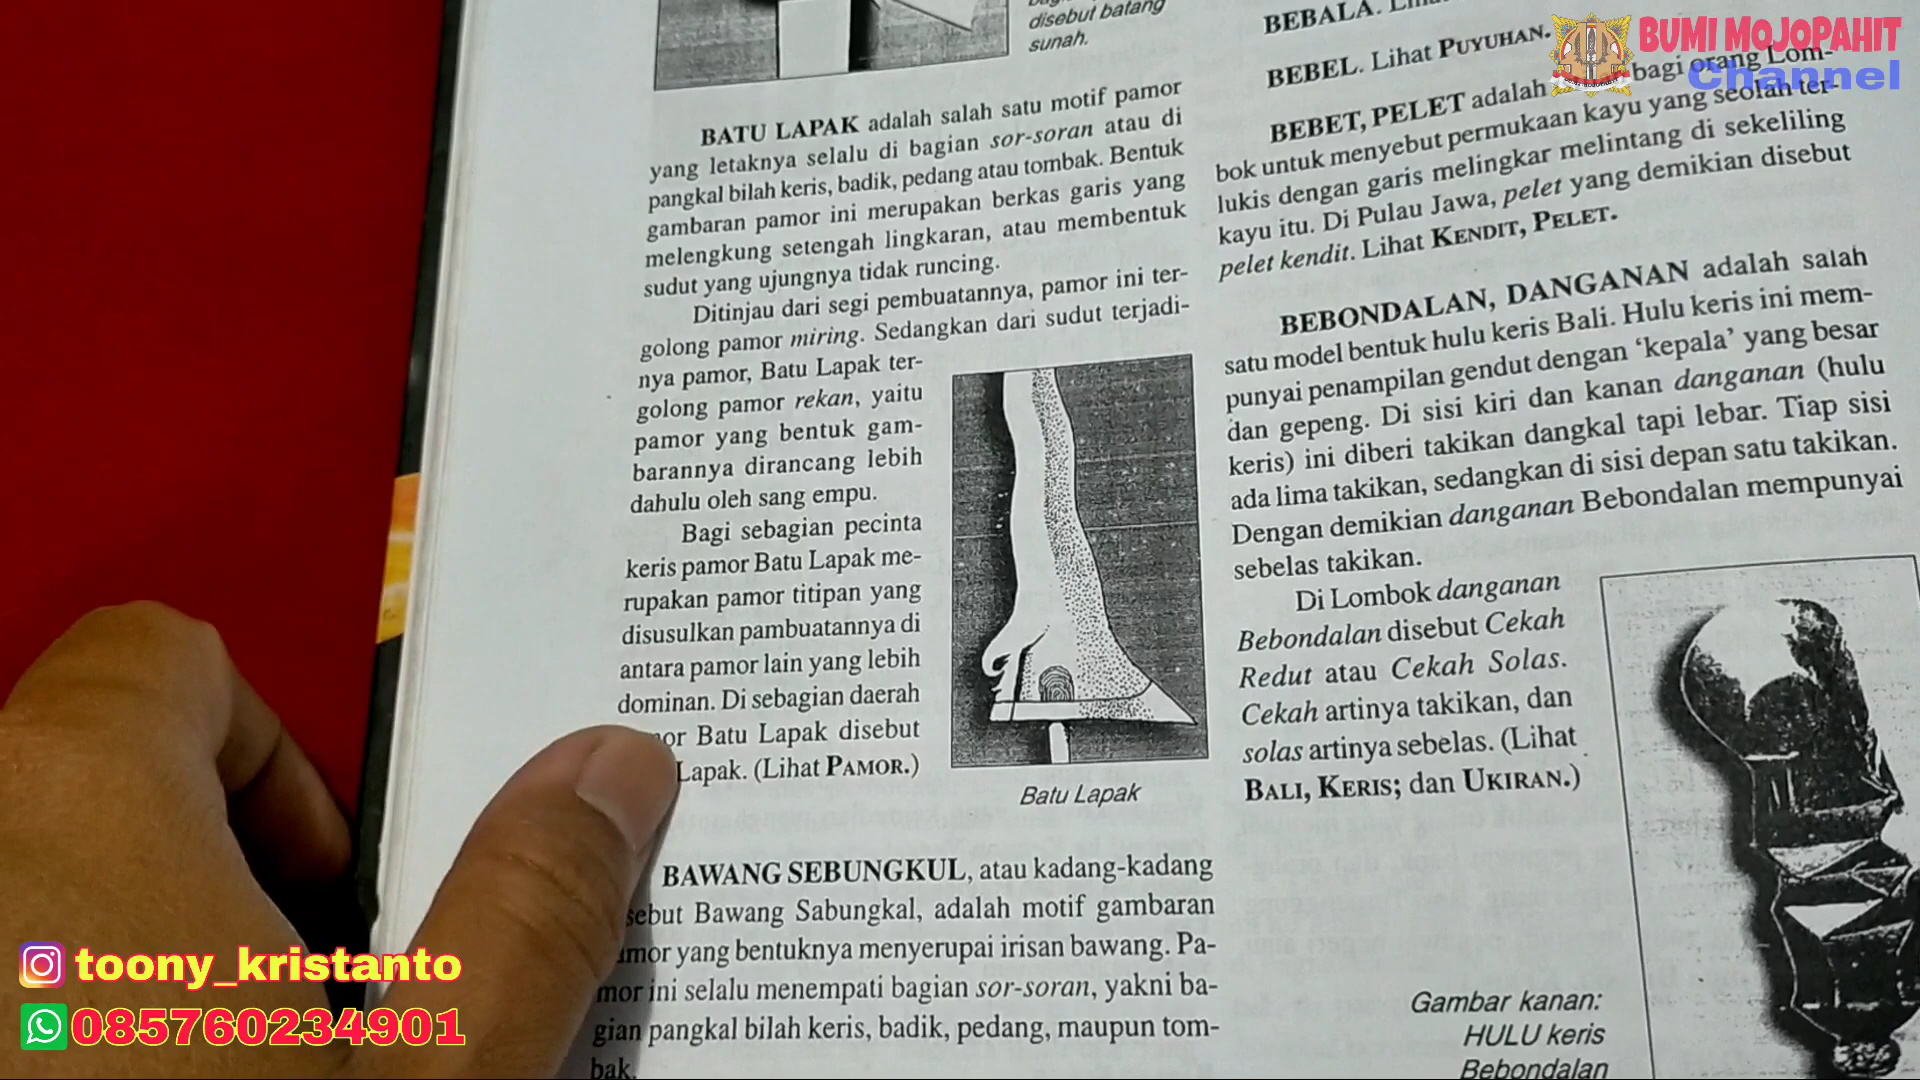 disebut batang
sunah.
BATU LAPAK adalah salah satu motif pamor
yang letaknya selalu di bagian sor-soran atau di
pangkal bilah keris, badik, pedang atau tombak. Bentuk
gambaran pamor ini merupakan berkas garis yang
melengkung setengah lingkaran, atau membentuk
sudut yang ujungnya tidak runcing.
Ditinjau dari segi pembuatannya, pamor ini ter-
golong pamor miring. Sedangkan dari sudut terjadi-
nya pamor, Batu Lapak ter-
golong pamor rekan, yaitu
pamor yang bentuk gam-
barannya dirancang lebih
dahulu oleh sang empu.
Bagi sebagian pecinta
keris pamor Batu Lapak me-
rupakan pamor titipan yang
disusulkan pambuatannya di
antara pamor lain yang lebih
dominan. Di sebagian daerah
Batu Lapak disebut
Lapak. (Lihat PAMOR.)
Batu Lapak
BAWANG SEBUNGKUL, atau kadang-kadang
sebut Bawang Sabungkal, adalah motif gambaran
amor yang bentuknya menyerupai irisan bawang. Pa-
mor ini selalu menempati bagian sor-soran, yakni ba-
gian pangkal bilah keris, badik, pedang, maupun tom-
bak.
BEBALA.
BEBEL. Lihat PUYUHAN.
BEBET, PELET adalah bagi orang Lom-
bok untuk menyebut permukaan kayu yang seolah ter-
lukis dengan garis melingkar melintang di sekeliling
kayu itu. Di Pulau Jawa, pelet yang demikian disebut
pelet kendit. Lihat KENDIT, PELET.
BEBONDALAN, DANGANAN adalah salah
satu model bentuk hulu keris Bali. Hulu keris ini mem-
punyai penampilan gendut dengan 'kepala' yang besar
dan gepeng. Di sisi kiri dan kanan danganan (hulu
keris) ini diberi takikan dangkal tapi lebar. Tiap sisi
ada lima takikan, sedangkan di sisi depan satu takikan.
Dengan demikian danganan Bebondalan mempunyai
sebelas takikan.
Di Lombok danganan
Bebondalan disebut Cekah
Redut atau Cekah Solas.
Cekah artinya takikan, dan
solas artinya sebelas. (Lihat
BALI, KERIS; dan UKIRAN.)
Gambar kanan:
HULU keris
Bebondalan
BUMI MOJOPAHIT
Channel
toony_kristanto
085760234901